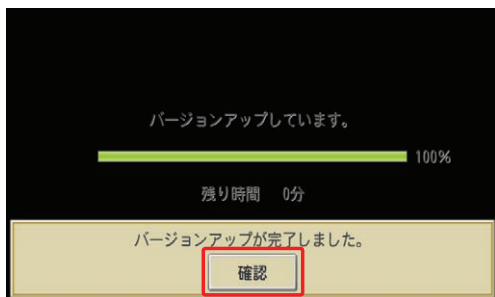 バージョンアップしています。
100%
残り時間 0分
バージョンアップが完了しました。
確認